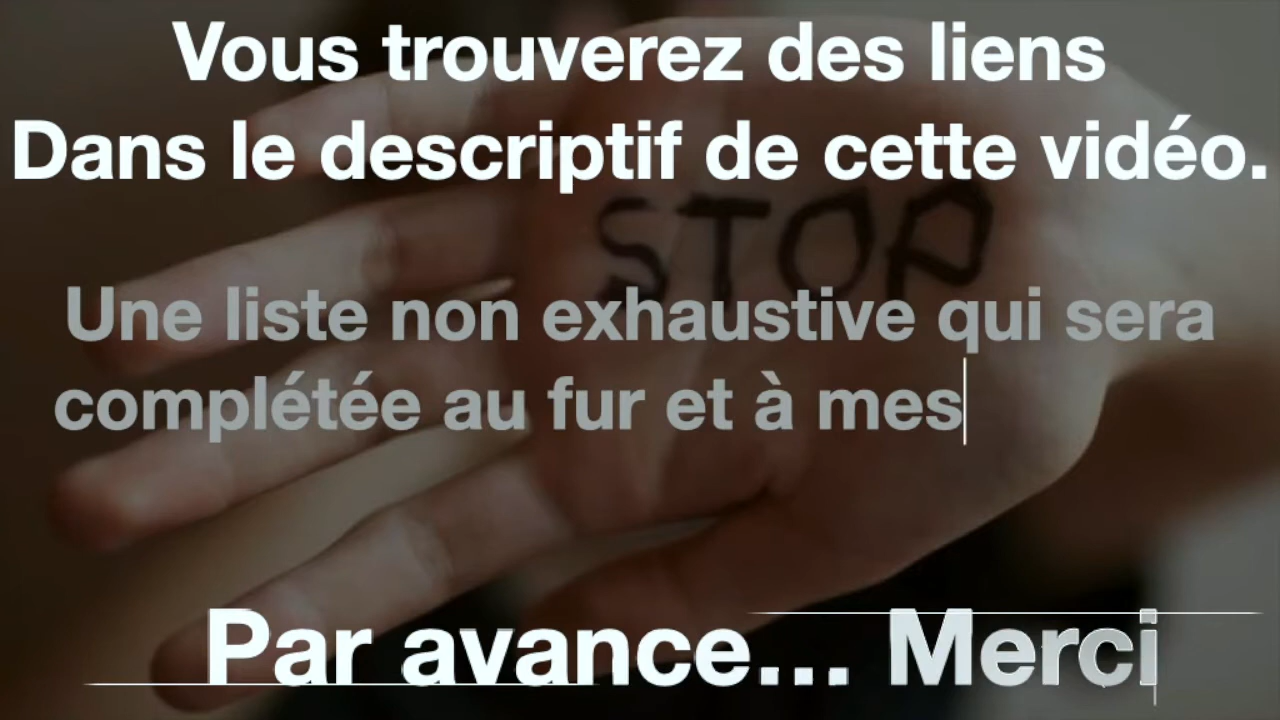 Vous trouverez des liens
Dans le descriptif de cette vidéo.
STOP
Une liste non exhaustive qui sera
complétée au fur et à mes
Par avance... Merci